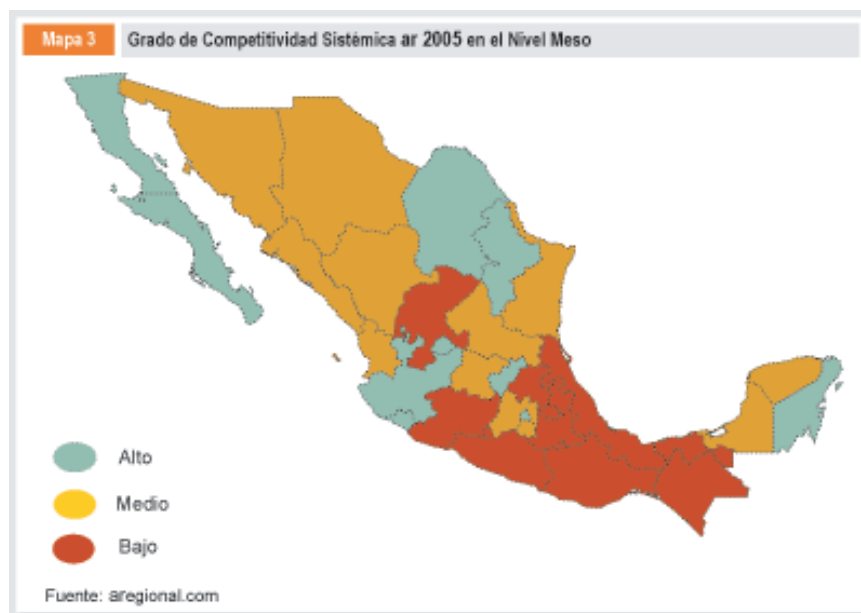 Mapa 3
Grado de Competitividad Sistémica ar 2005 en el Nivel Meso
Alto
Medio
Bajo
Fuente: aregional.com